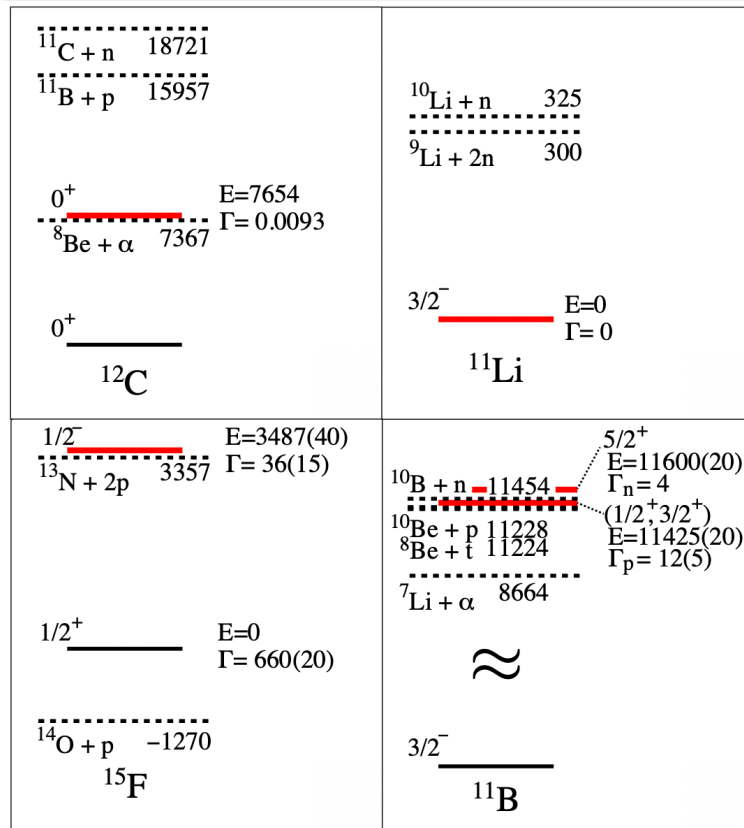 ¹¹C + n 18721
¹¹B + p 15957
0⁺
E=7654
⁸Be + α 7367
Γ= 0.0093
0⁺
¹²C
¹⁰Li + n 325
⁹Li + 2n 300
3/2⁻
E=0
Γ= 0
¹¹Li
1/2⁻
E=3487(40)
¹³N + 2p 3357
Γ= 36(15)
1/2⁺
E=0
Γ= 660(20)
¹⁴O + p −1270
¹⁵F
5/2⁺
E=11600(20)
Γₙ = 4
¹⁰B + n 11454
(1/2⁺,3/2⁺)
E=11425(20)
Γₚ = 12(5)
¹⁰Be + p 11228
⁸Be + t 11224
⁷Li + α 8664
≈
3/2⁻
¹¹B